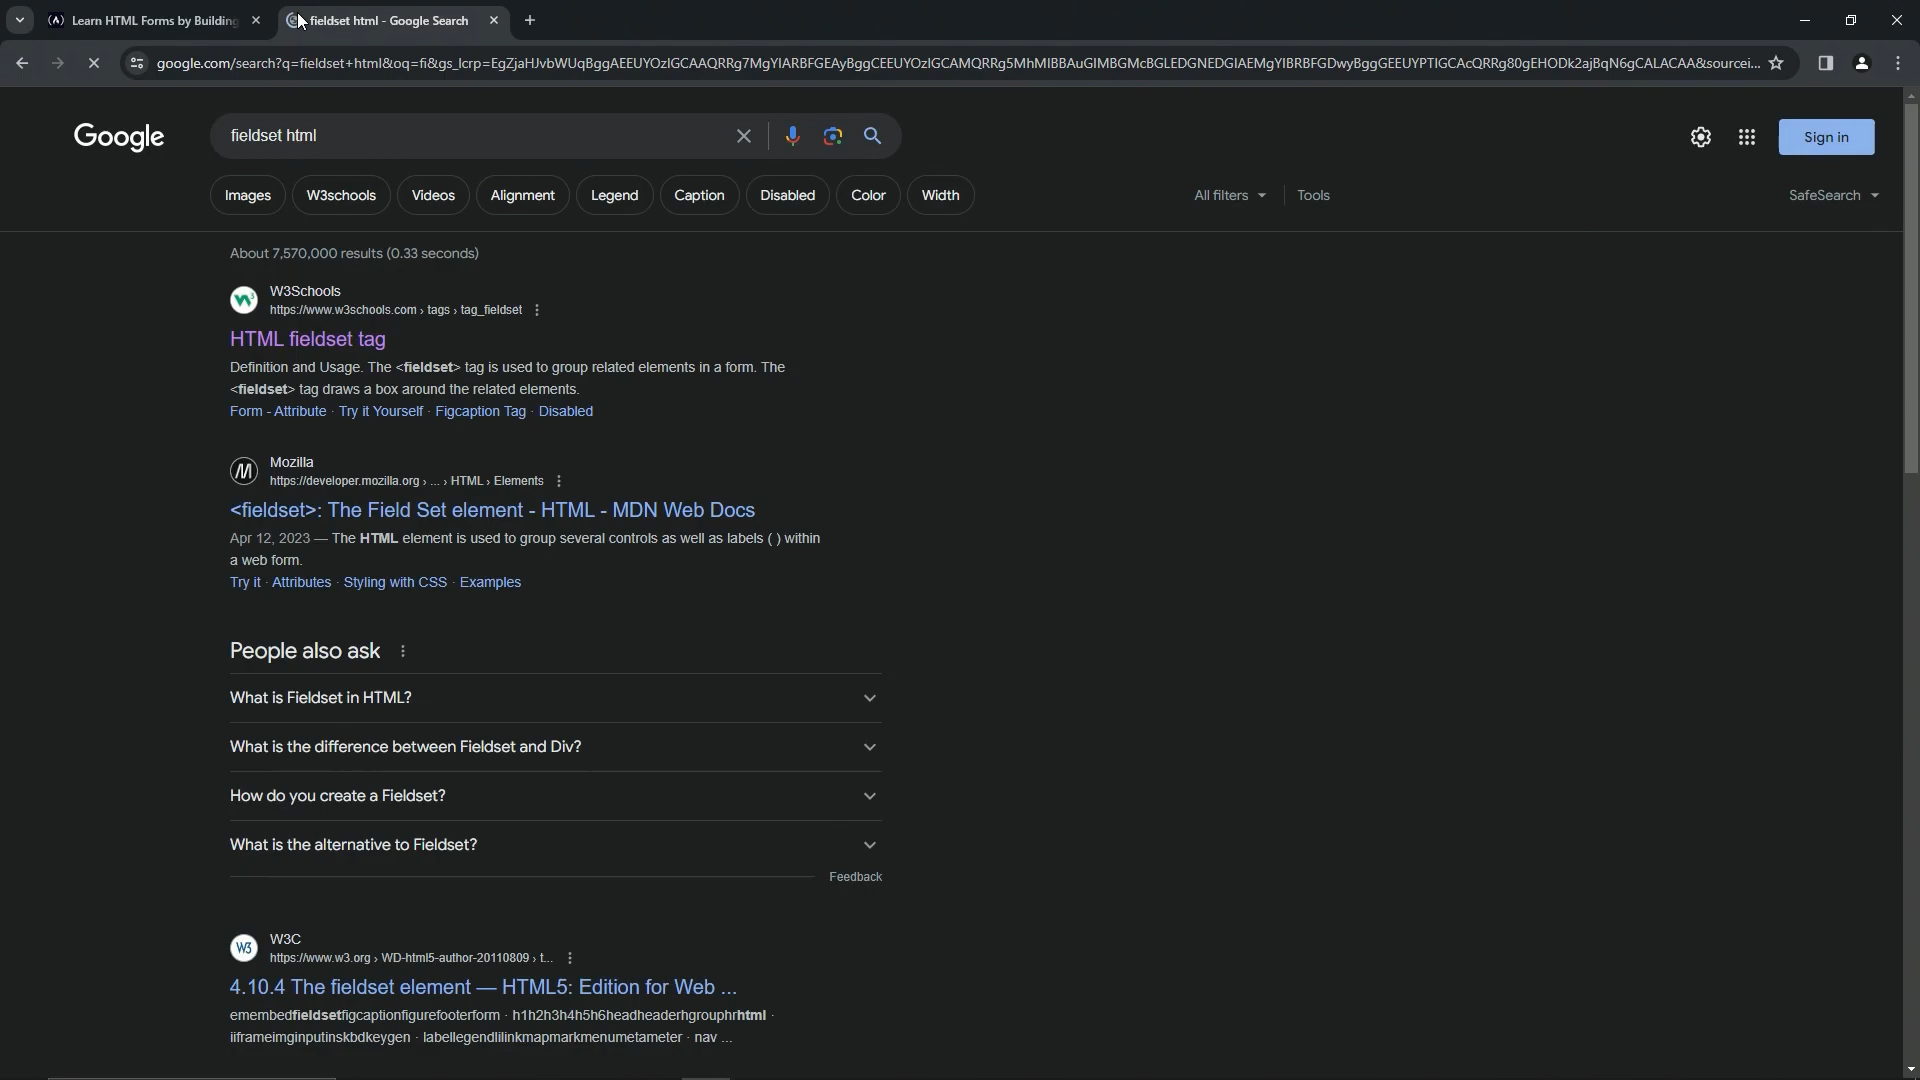 Learn HTML Forms by Building
fieldset html - Google Search
google.com/search?q=fieldset+html&oq=fi&gs_lcrp=EgZjaHJvbWUqBggAEEUYOzIGCAAQRRg7MgYIARBFGEAyBggCEEUYOzIGCAMQRRg5MhMIBBAuGIMBGMcBGLEDGNEDGIAEMgYIBRBFGDwyBggGEEUYPTIGCAcQRRg80gEHODk2ajBqN6gCALACAA&sourcei...
Google
fieldset html
Sign in
Images W3schools Videos Alignment Legend Caption Disabled Color Width All filters Tools SafeSearch
About 7,570,000 results (0.33 seconds)
W3Schools
https://www.w3schools.com › tags › tag_fieldset
HTML fieldset tag
Definition and Usage. The <fieldset> tag is used to group related elements in a form. The
<fieldset> tag draws a box around the related elements.
Form - Attribute · Try it Yourself · Figcaption Tag · Disabled
Mozilla
https://developer.mozilla.org › ... › HTML › Elements
<fieldset>: The Field Set element - HTML - MDN Web Docs
Apr 12, 2023 — The HTML element is used to group several controls as well as labels ( ) within
a web form.
Try it · Attributes · Styling with CSS · Examples
People also ask
What is Fieldset in HTML?
What is the difference between Fieldset and Div?
How do you create a Fieldset?
What is the alternative to Fieldset?
Feedback
W3C
https://www.w3.org › WD-html5-author-20110809 › t...
4.10.4 The fieldset element — HTML5: Edition for Web ...
emembedfieldsetfigcaptionfigurefooterform · h1h2h3h4h5h6headheaderhgrouphrhtml ·
iiframeimginputinskbdkeygen · labellegendlilinkmapmarkmenumetameter · nav ...